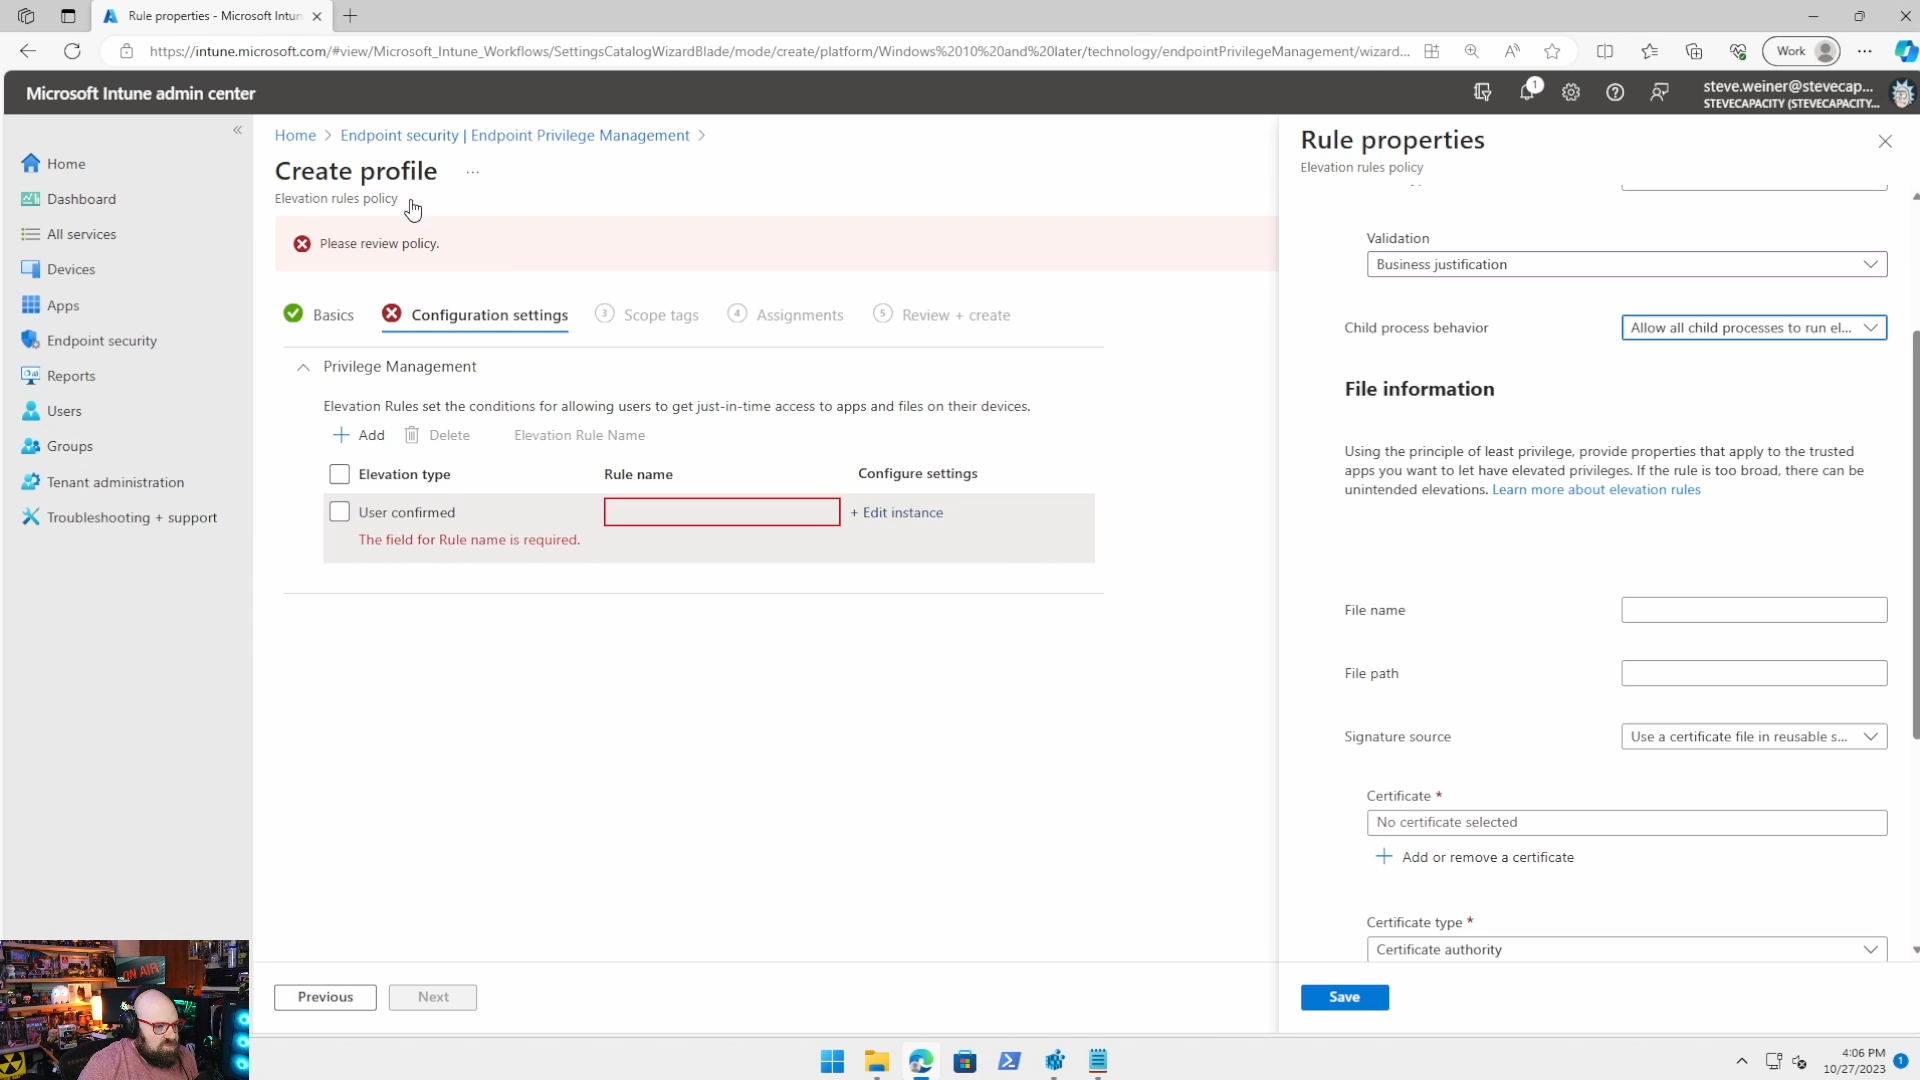 Rule properties - Microsoft Intun
https://intune.microsoft.com/#view/Microsoft_Intune_Workflows/SettingsCatalogWizardBlade/mode/create/platform/Windows%2010%20and%20later/technology/endpointPrivilegeManagement/wizard...
Work
Microsoft Intune admin center
1
steve.weiner@stevecap...
STEVECAPACITY (STEVECAPACITY...
Home
Dashboard
All services
Devices
Apps
Endpoint security
Reports
Users
Groups
Tenant administration
Troubleshooting + support
Home > Endpoint security | Endpoint Privilege Management >
Create profile ...
Elevation rules policy
Please review policy.
Basics
Configuration settings
3 Scope tags
4 Assignments
5 Review + create
Privilege Management
Elevation Rules set the conditions for allowing users to get just-in-time access to apps and files on their devices.
+ Add
Delete
Elevation Rule Name
Elevation type
Rule name
Configure settings
User confirmed
+ Edit instance
The field for Rule name is required.
Previous
Next
Rule properties
Elevation rules policy
Validation
Business justification
Child process behavior
Allow all child processes to run el...
File information
Using the principle of least privilege, provide properties that apply to the trusted
apps you want to let have elevated privileges. If the rule is too broad, there can be
unintended elevations. Learn more about elevation rules
File name
File path
Signature source
Use a certificate file in reusable s...
Certificate *
No certificate selected
+ Add or remove a certificate
Certificate type *
Certificate authority
Save
ON AIR
4:06 PM
10/27/2023
1